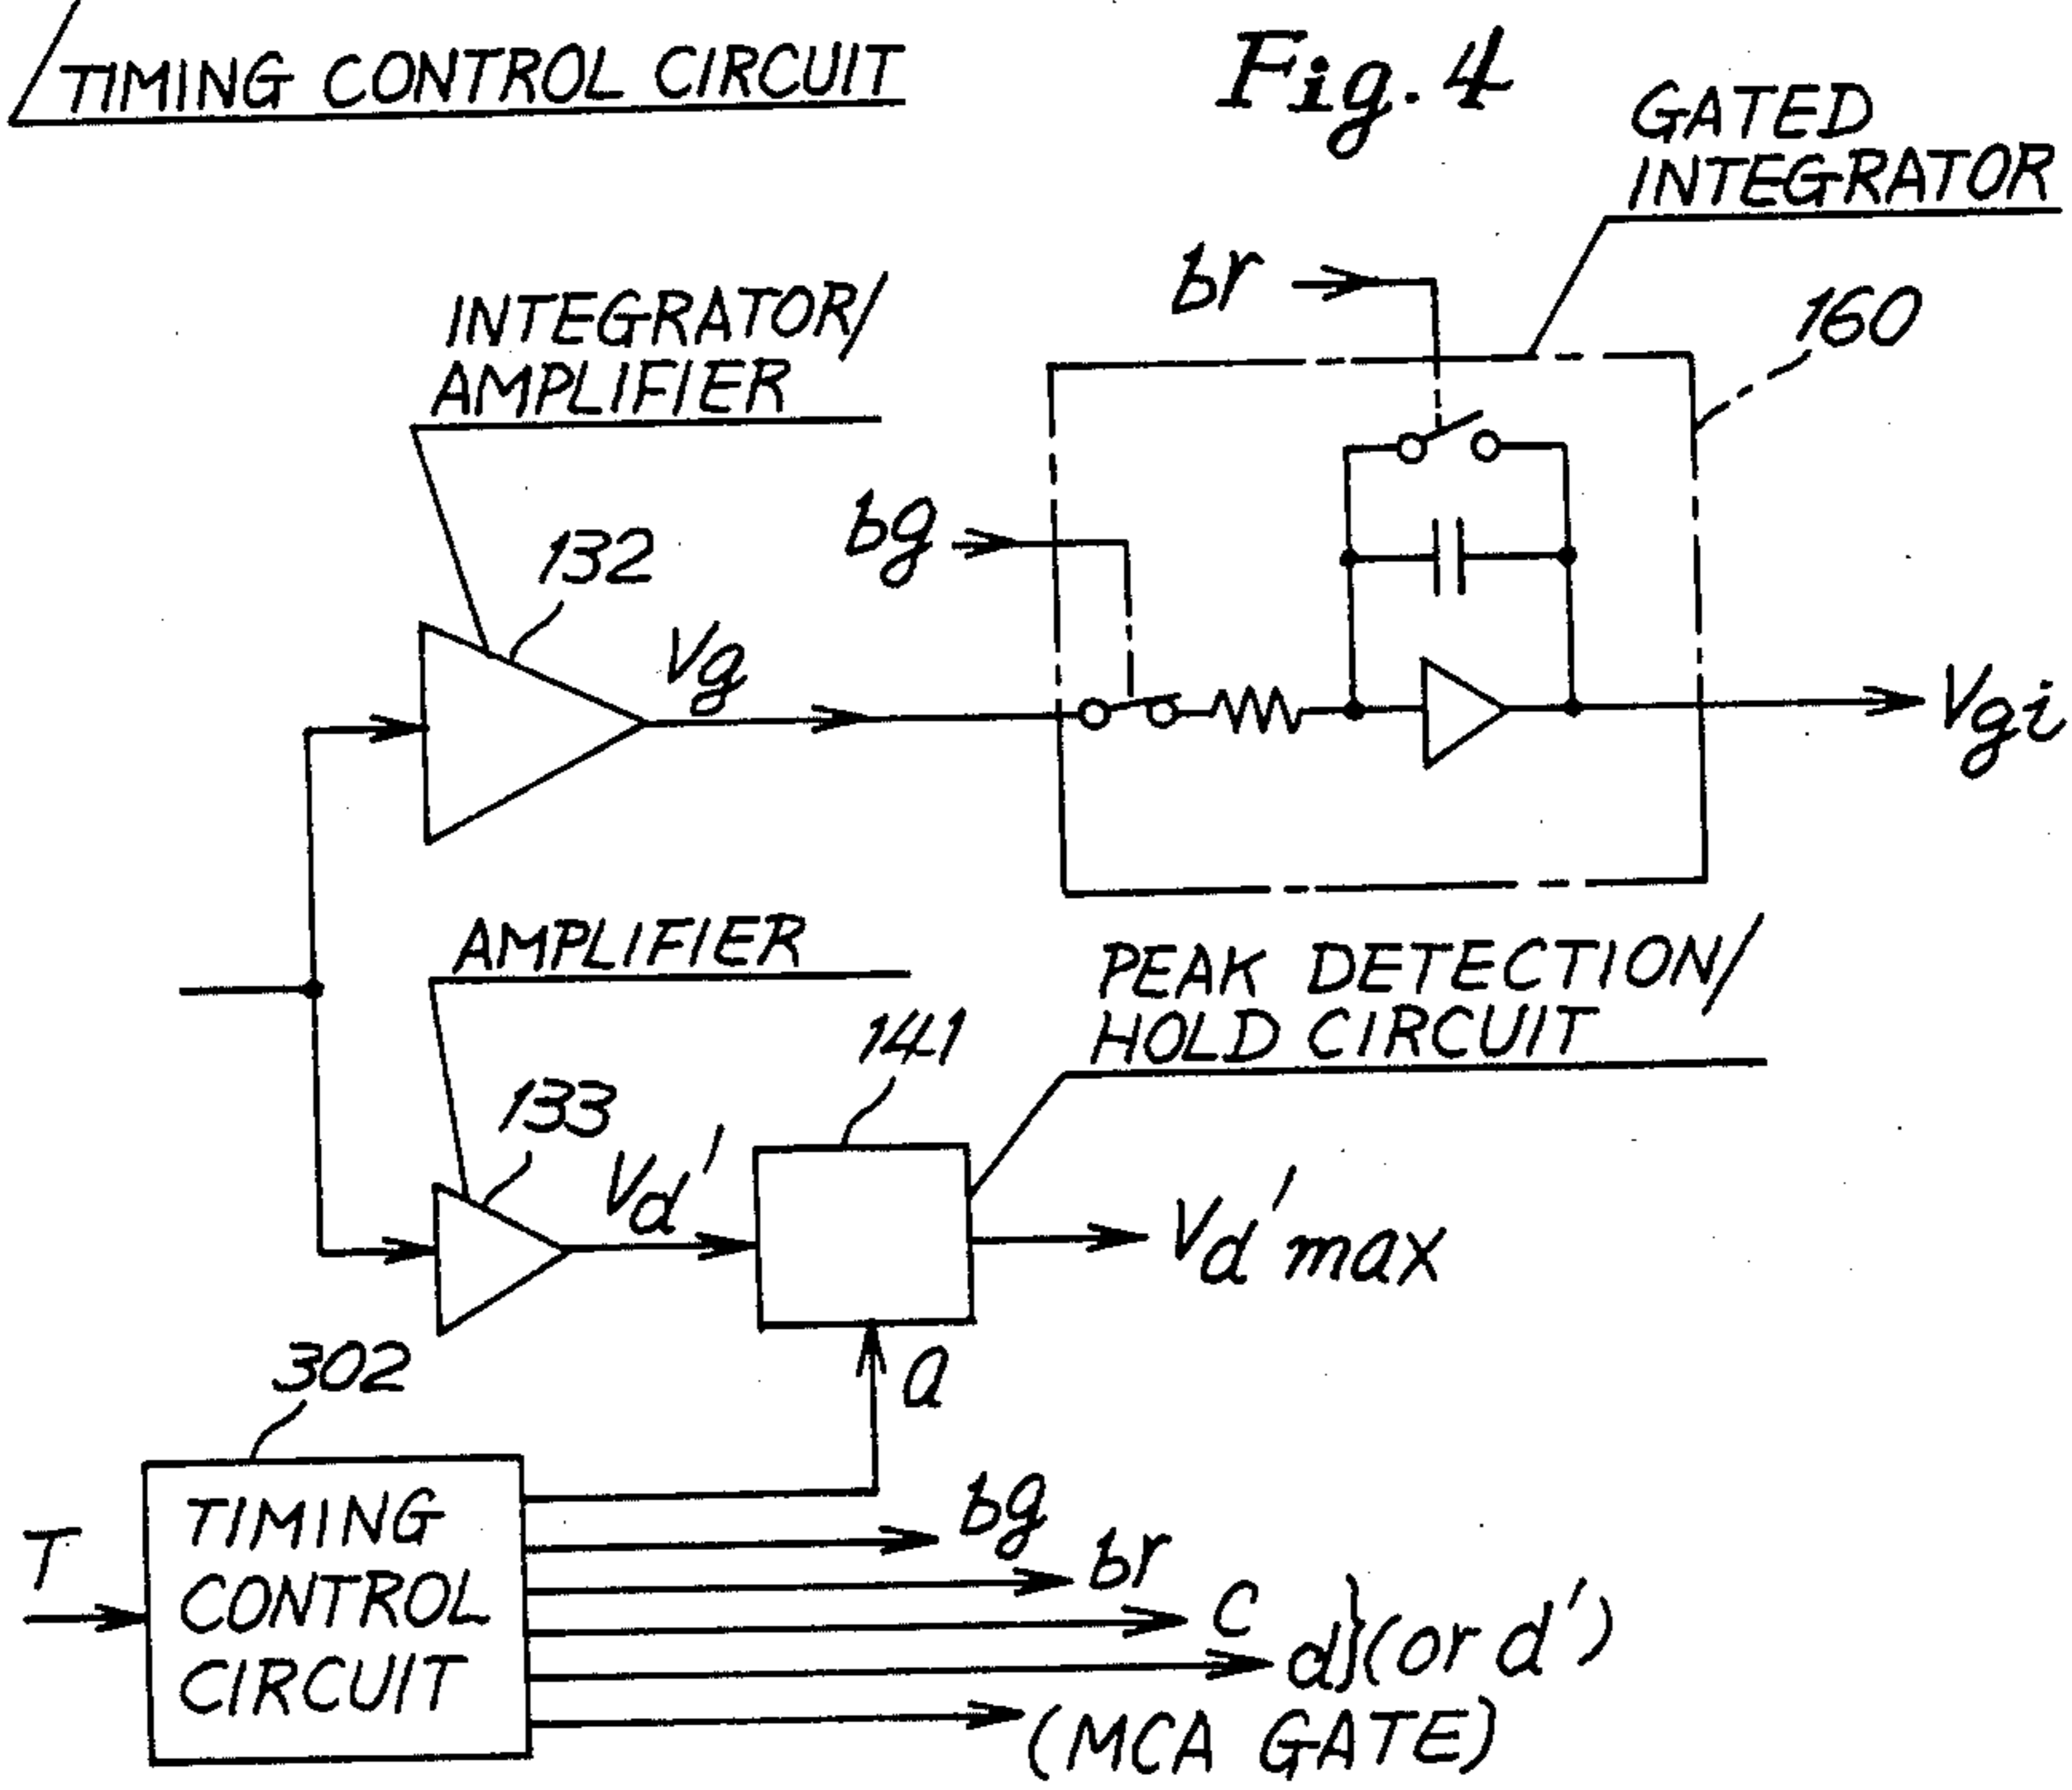 TIMING CONTROL CIRCUIT
Fig. 4
GATED
INTEGRATOR
br
160
INTEGRATOR/
AMPLIFIER
bg
132
Vg
Vgi
AMPLIFIER
PEAK DETECTION/
HOLD CIRCUIT
141
133
Vd'
Vd'max
302
a
T
TIMING
CONTROL
CIRCUIT
bg
br
c
d}(or d')
(MCA GATE)